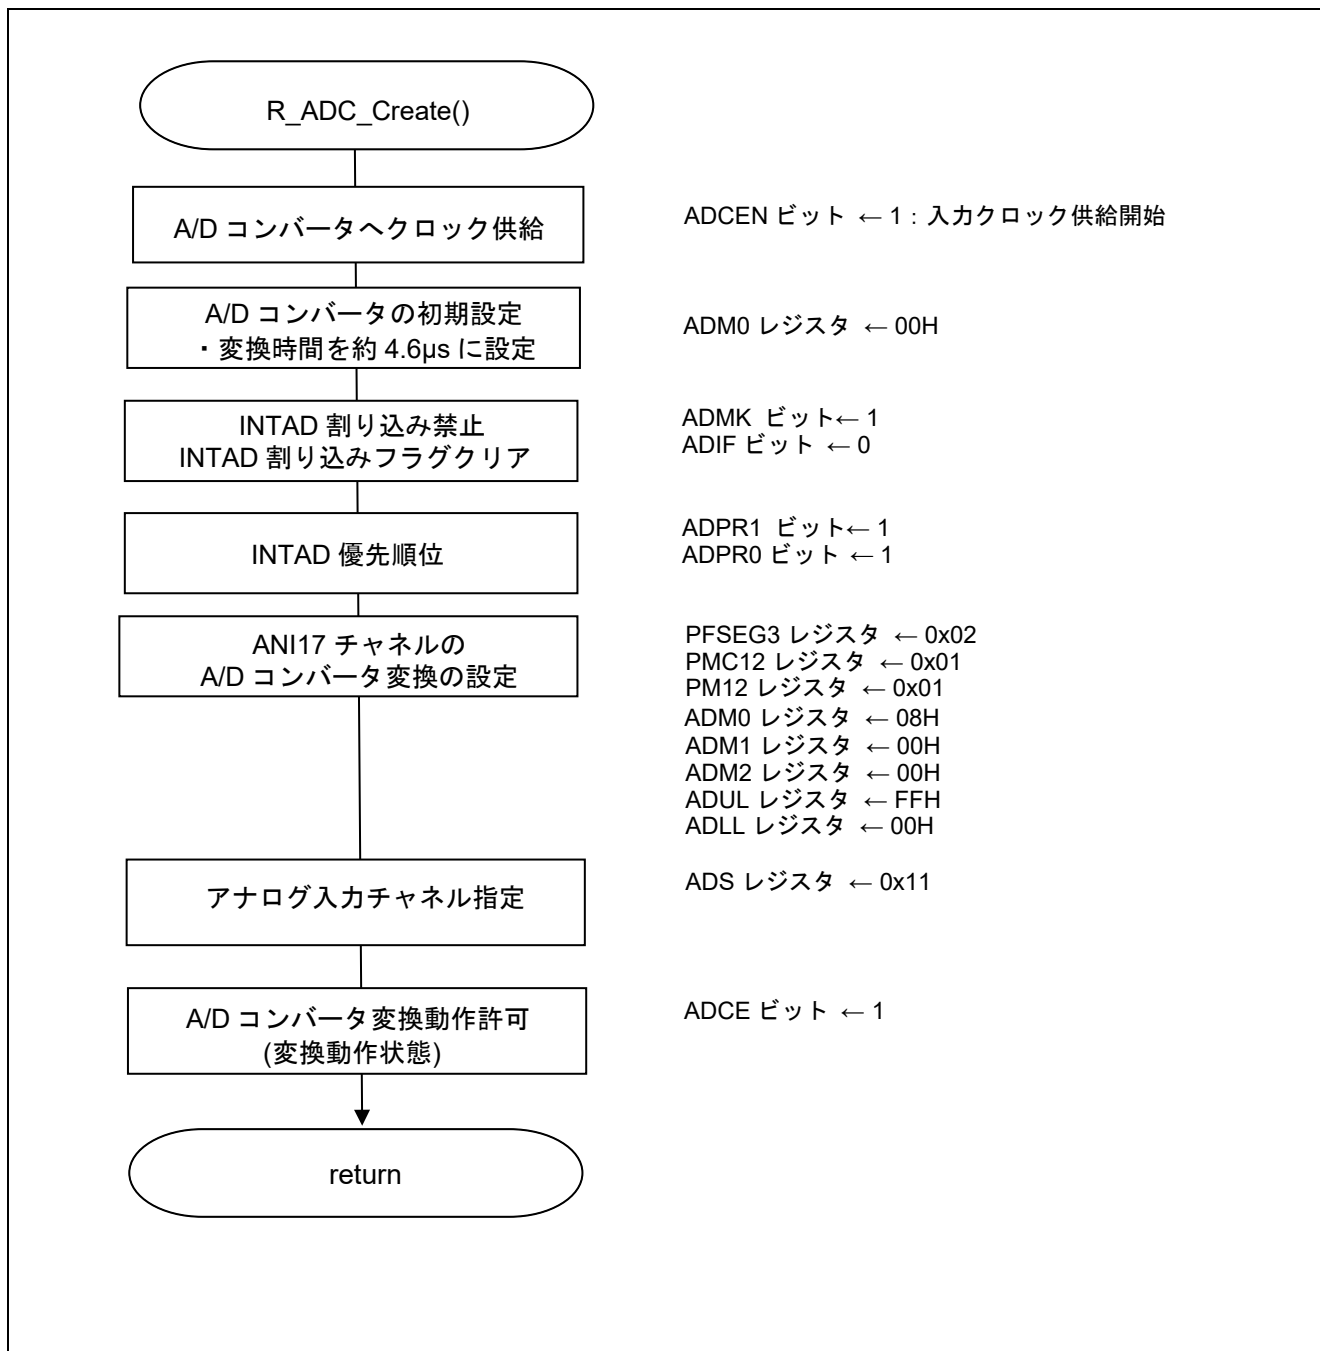 R_ADC_Create()
A/D コンバータへクロック供給
ADCEN ビット ← 1 : 入力クロック供給開始
A/D コンバータの初期設定
・変換時間を約 4.6µs に設定
ADM0 レジスタ ← 00H
INTAD 割り込み禁止
INTAD 割り込みフラグクリア
ADMK ビット← 1
ADIF ビット ← 0
INTAD 優先順位
ADPR1 ビット← 1
ADPR0 ビット ← 1
ANI17 チャネルの
A/D コンバータ変換の設定
PFSEG3 レジスタ ← 0x02
PMC12 レジスタ ← 0x01
PM12 レジスタ ← 0x01
ADM0 レジスタ ← 08H
ADM1 レジスタ ← 00H
ADM2 レジスタ ← 00H
ADUL レジスタ ← FFH
ADLL レジスタ ← 00H
アナログ入力チャネル指定
ADS レジスタ ← 0x11
A/D コンバータ変換動作許可
(変換動作状態)
ADCE ビット ← 1
return